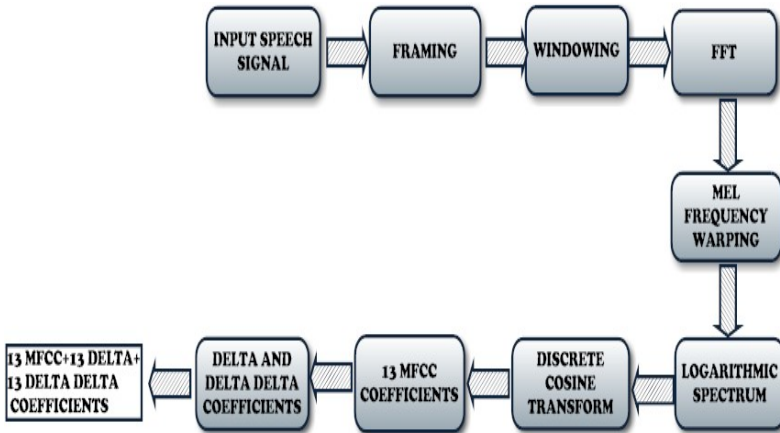 INPUT SPEECH
SIGNAL
FRAMING
WINDOWING
FFT
MEL
FREQUENCY
WARPING
LOGARITHMIC
SPECTRUM
DISCRETE
COSINE
TRANSFORM
13 MFCC
COEFFICIENTS
DELTA AND
DELTA DELTA
COEFFICIENTS
13 MFCC+13 DELTA+
13 DELTA DELTA
COEFFICIENTS